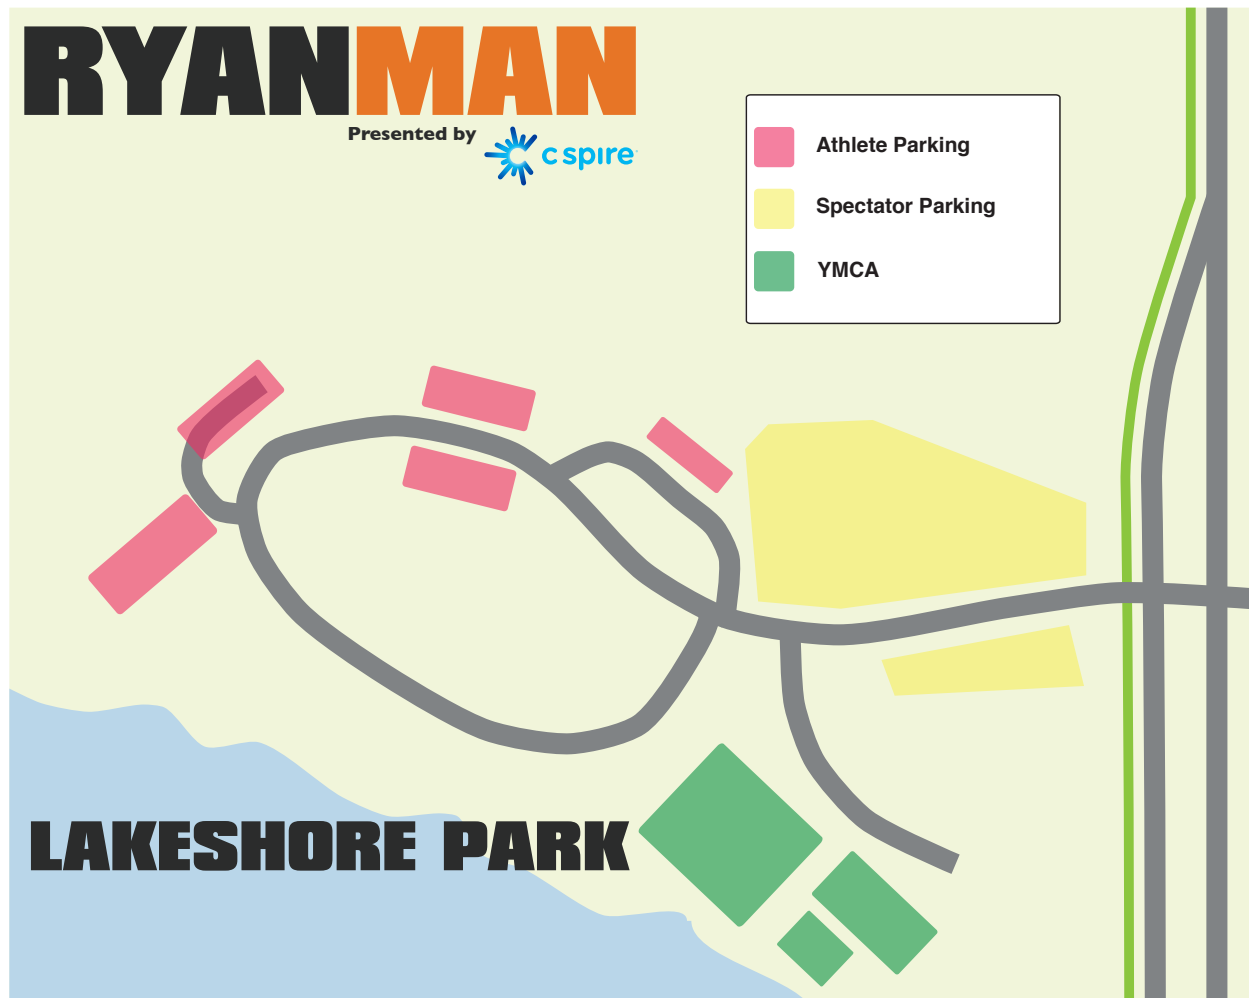 RYANMAN
Presented by
c spire
Athlete Parking
Spectator Parking
YMCA
LAKESHORE PARK